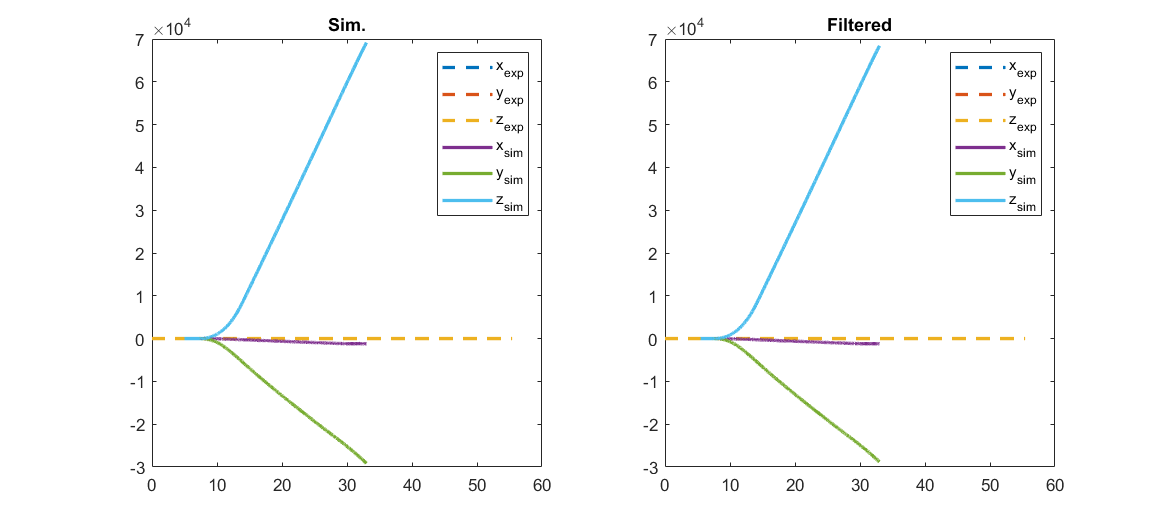 Sim.
×10⁴
7
6
5
4
3
2
1
0
-1
-2
-3
0 10 20 30 40 50 60
x_exp
y_exp
z_exp
x_sim
y_sim
z_sim
Filtered
×10⁴
7
6
5
4
3
2
1
0
-1
-2
-3
0 10 20 30 40 50 60
x_exp
y_exp
z_exp
x_sim
y_sim
z_sim